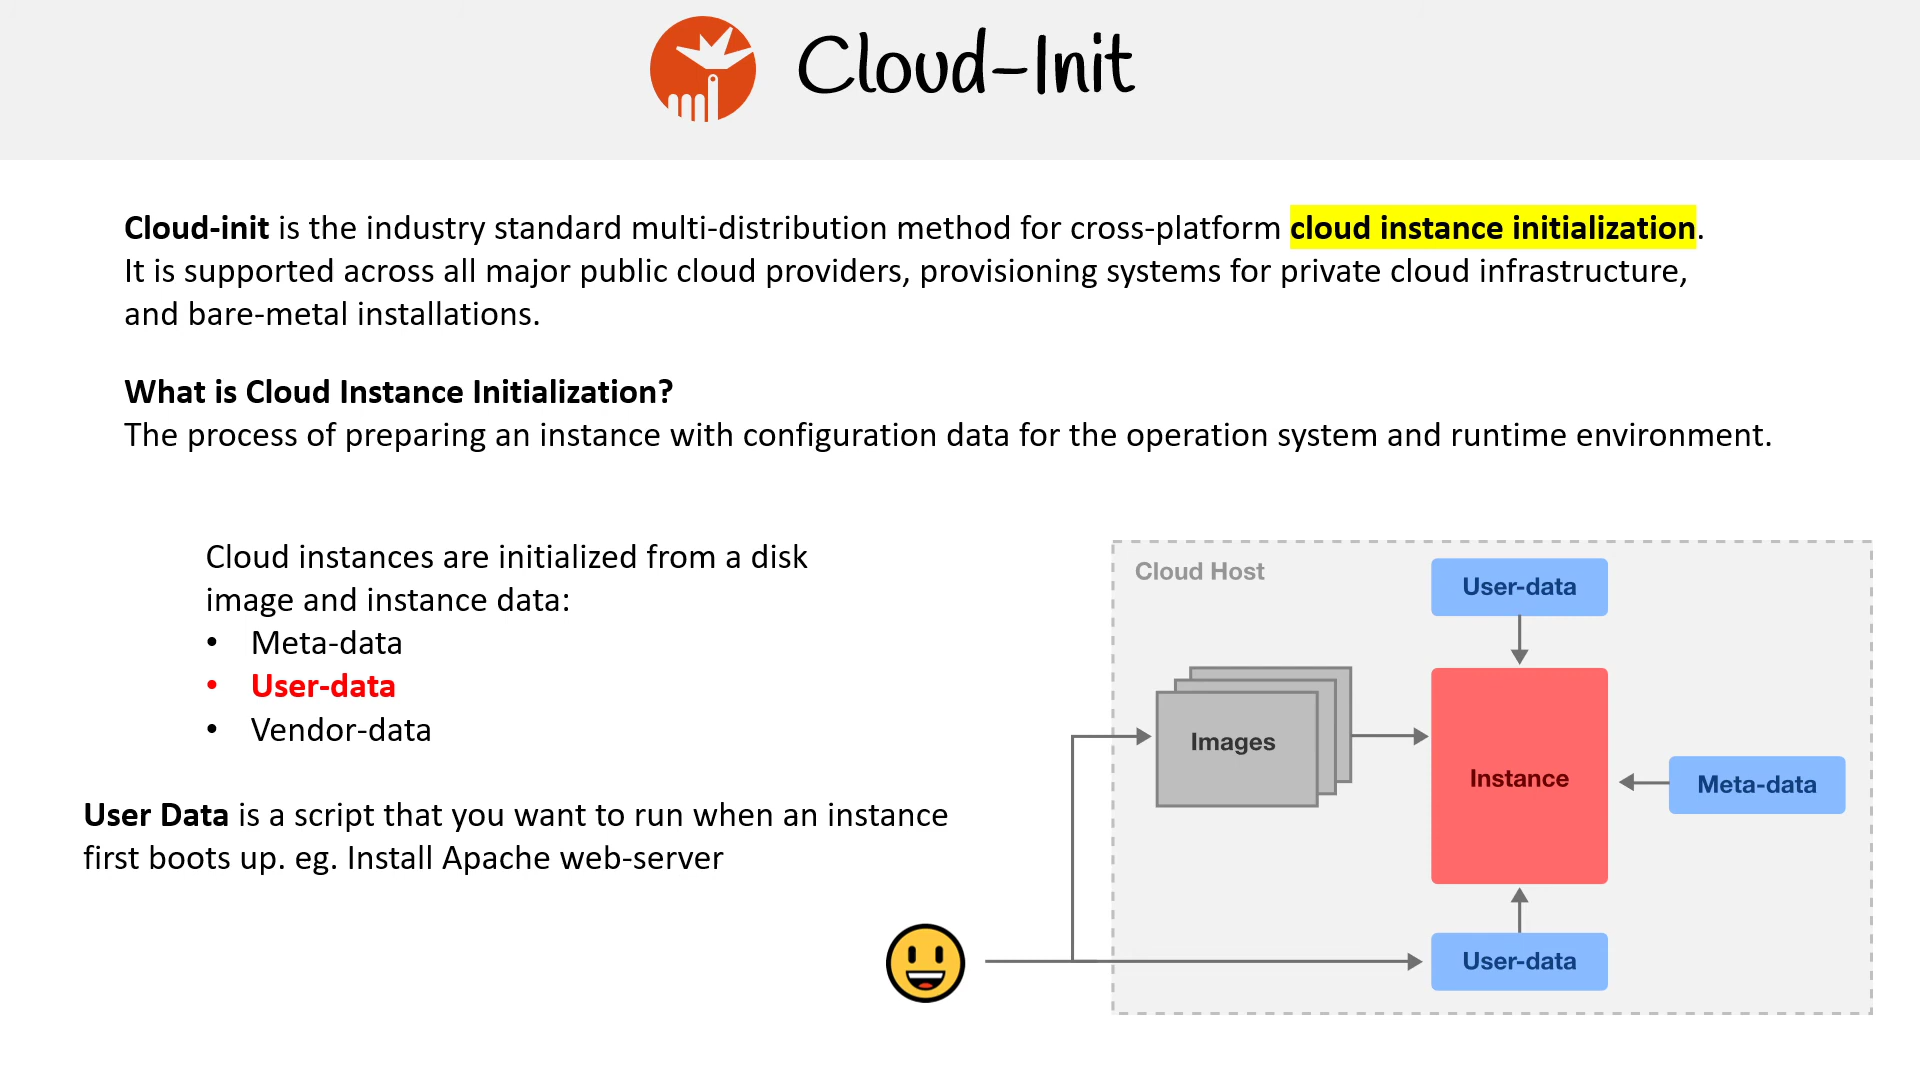 Cloud-Init
Cloud-init is the industry standard multi-distribution method for cross-platform cloud instance initialization.
It is supported across all major public cloud providers, provisioning systems for private cloud infrastructure,
and bare-metal installations.
What is Cloud Instance Initialization?
The process of preparing an instance with configuration data for the operation system and runtime environment.
Cloud instances are initialized from a disk
image and instance data:
• Meta-data
• User-data
• Vendor-data
User Data is a script that you want to run when an instance
first boots up. eg. Install Apache web-server
Cloud Host
User-data
Images
Instance
Meta-data
User-data